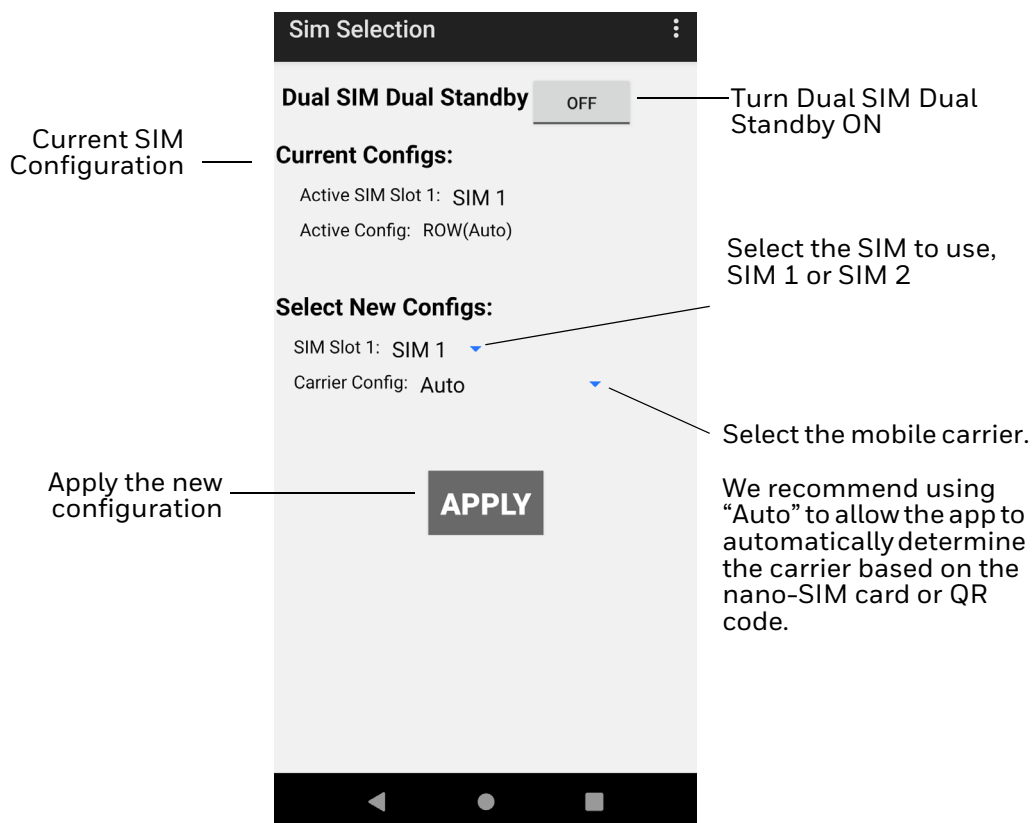 Sim Selection
Dual SIM Dual Standby OFF
Turn Dual SIM Dual
Standby ON
Current SIM
Configuration
Current Configs:
Active SIM Slot 1: SIM 1
Active Config: ROW(Auto)
Select the SIM to use,
SIM 1 or SIM 2
Select New Configs:
SIM Slot 1: SIM 1
Carrier Config: Auto
Select the mobile carrier.
We recommend using
“Auto” to allow the app to
automatically determine
the carrier based on the
nano-SIM card or QR
code.
Apply the new
configuration
APPLY